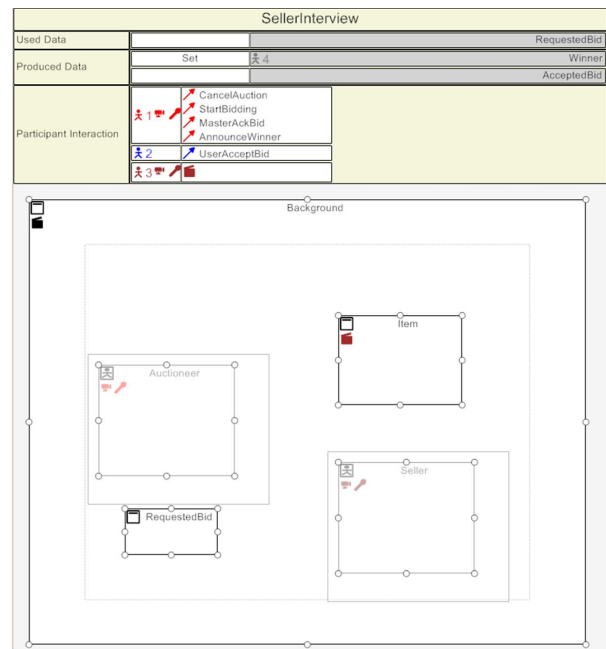 SellerInterview
Used Data
RequestedBid
Produced Data
Set
4
Winner
AcceptedBid
Participant Interaction
1
CancelAuction
StartBidding
MasterAckBid
AnnounceWinner
2
UserAcceptBid
3
Background
Item
Auctioneer
Seller
RequestedBid